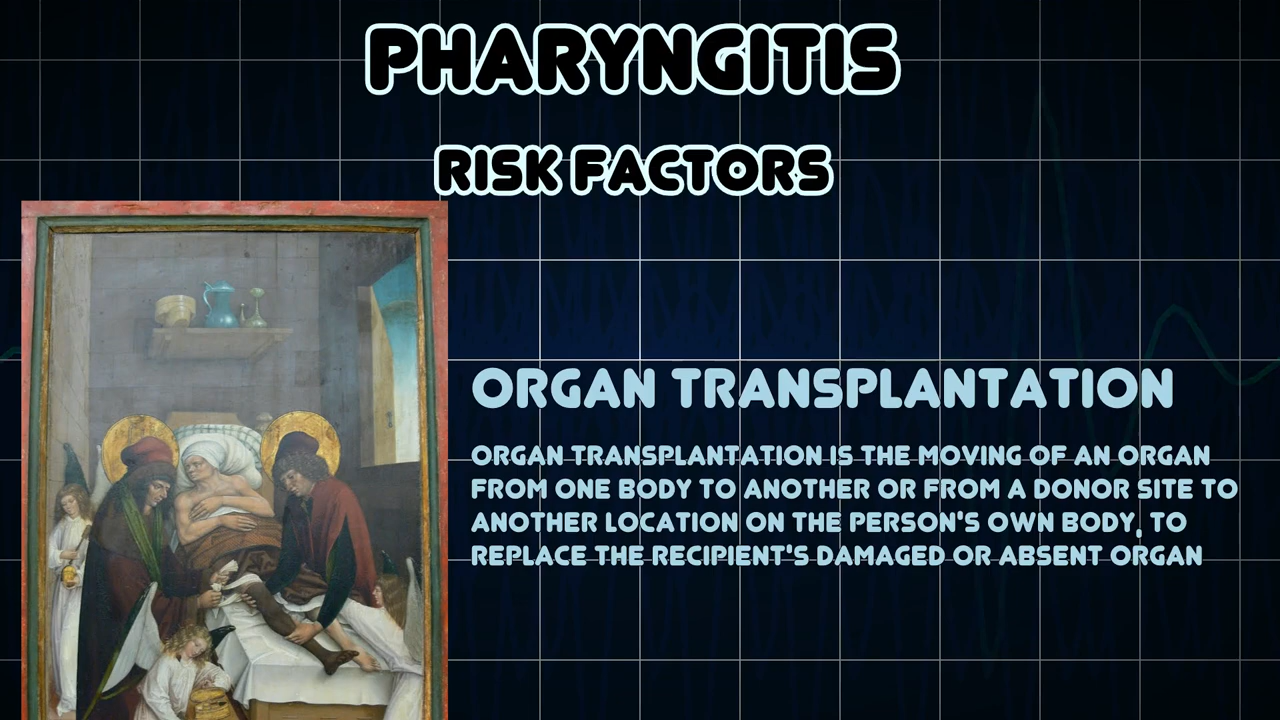 PHARYNGITIS
RISK FACTORS
ORGAN TRANSPLANTATION
ORGAN TRANSPLANTATION IS THE MOVING OF AN ORGAN
FROM ONE BODY TO ANOTHER OR FROM A DONOR SITE TO
ANOTHER LOCATION ON THE PERSON'S OWN BODY, TO
REPLACE THE RECIPIENT'S DAMAGED OR ABSENT ORGAN